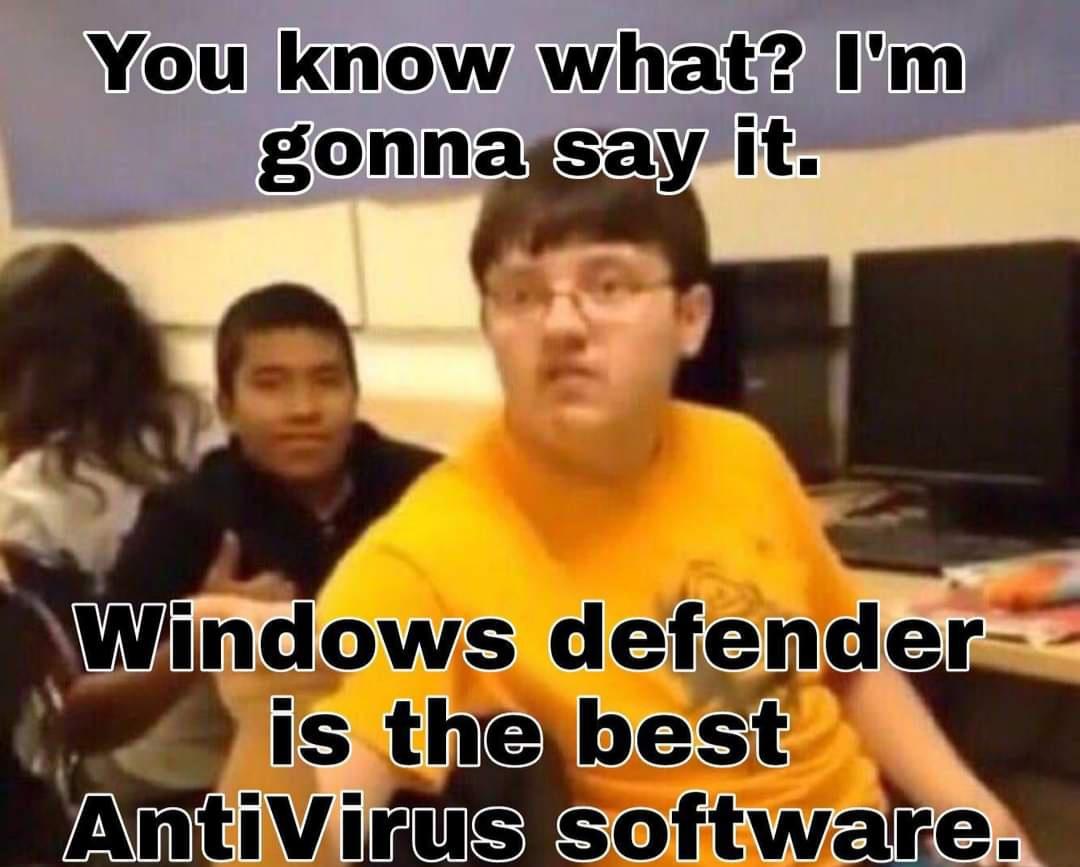 You know what? I'm
gonna say it.
Windows defender
is the best
AntiVirus software.